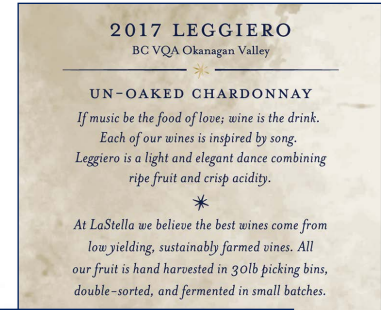 2017 LEGGIERO
BC VQA Okanagan Valley
UN-OAKED CHARDONNAY
If music be the food of love; wine is the drink.
Each of our wines is inspired by song.
Leggiero is a light and elegant dance combining
ripe fruit and crisp acidity.
At LaStella we believe the best wines come from
low yielding, sustainably farmed vines. All
our fruit is hand harvested in 30lb picking bins,
double-sorted, and fermented in small batches.